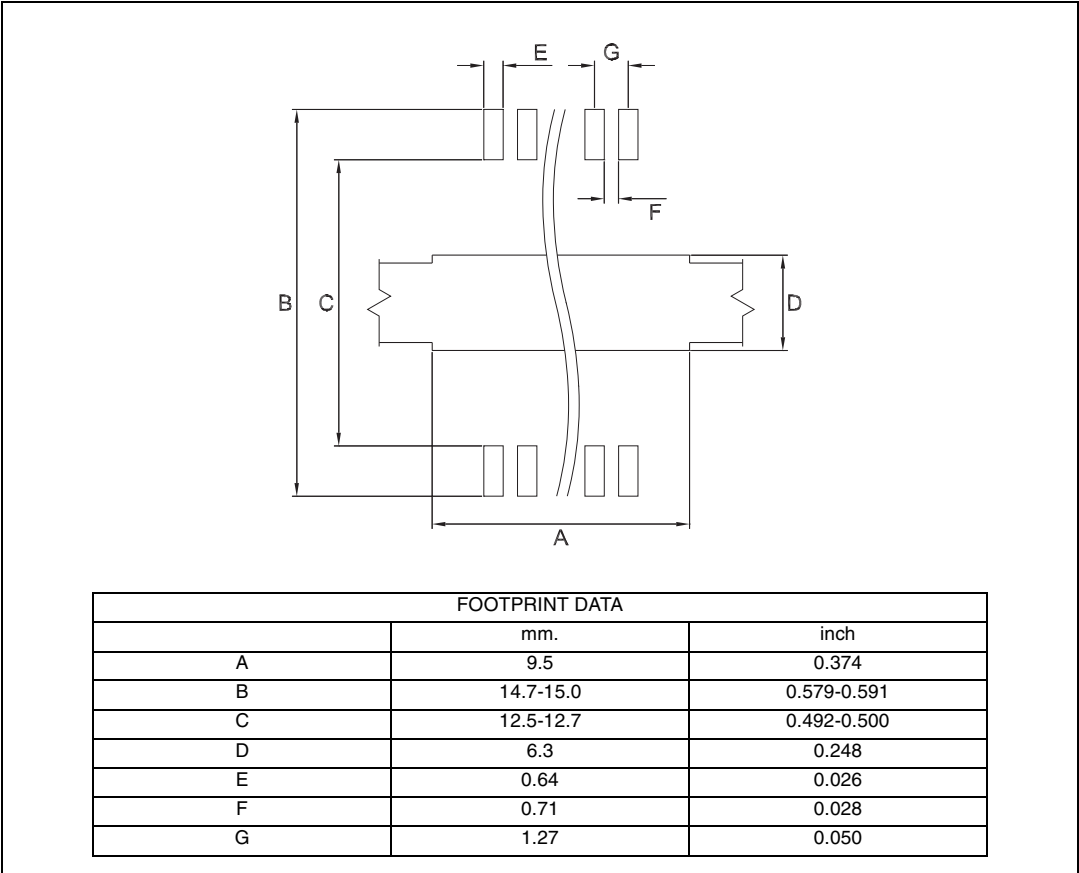 E G
F
B C D
A
FOOTPRINT DATA
mm. inch
A 9.5 0.374
B 14.7-15.0 0.579-0.591
C 12.5-12.7 0.492-0.500
D 6.3 0.248
E 0.64 0.026
F 0.71 0.028
G 1.27 0.050